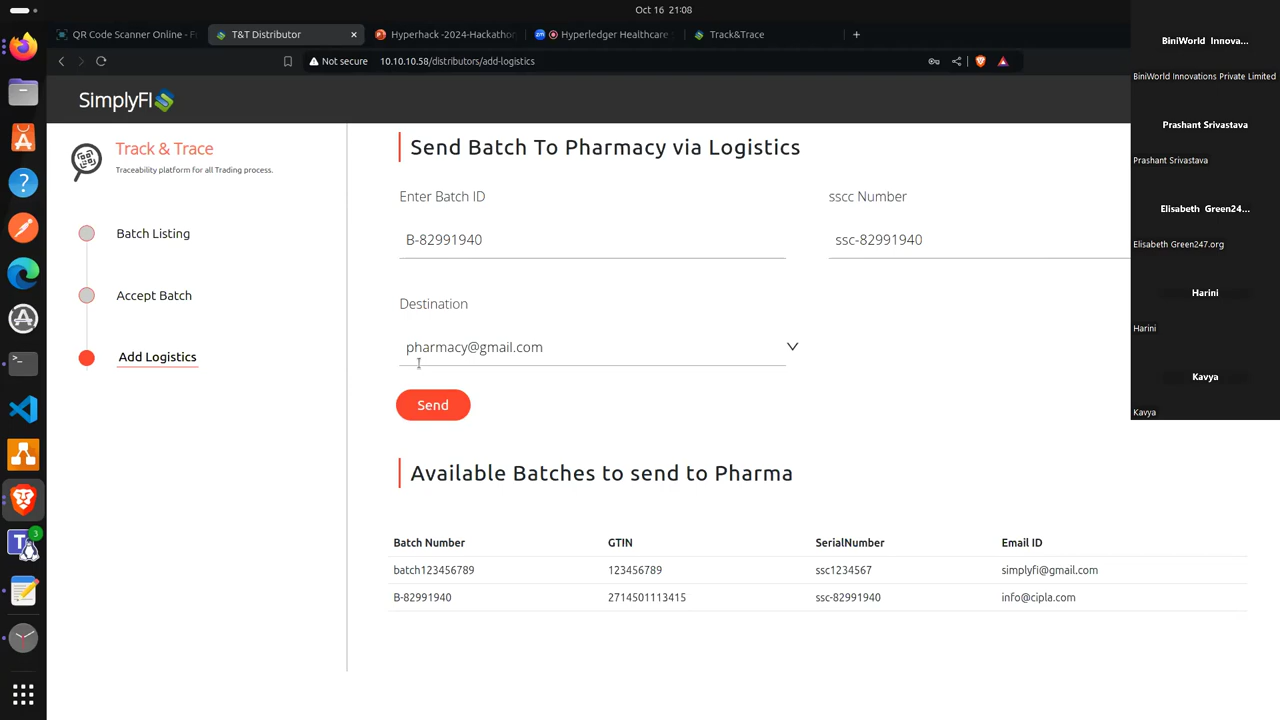 Oct 16 21:08
QR Code Scanner Online - F
T&T Distributor
Hyperhack -2024-Hackathon
Hyperledger Healthcare
Track&Trace
Not secure 10.10.10.58/distributors/add-logistics
SimplyFI
Track & Trace
Traceability platform for all Trading process.
Batch Listing
Accept Batch
Add Logistics
Send Batch To Pharmacy via Logistics
Enter Batch ID
sscc Number
B-82991940
ssc-82991940
Destination
pharmacy@gmail.com
Send
Available Batches to send to Pharma
Batch Number GTIN SerialNumber Email ID
batch123456789 123456789 ssc1234567 simplyfi@gmail.com
B-82991940 2714501113415 ssc-82991940 info@cipla.com
BiniWorld Innova...
BiniWorld Innovations Private Limited
Prashant Srivastava
Prashant Srivastava
Elisabeth Green24...
Elisabeth Green247.org
Harini
Harini
Kavya
Kavya
3